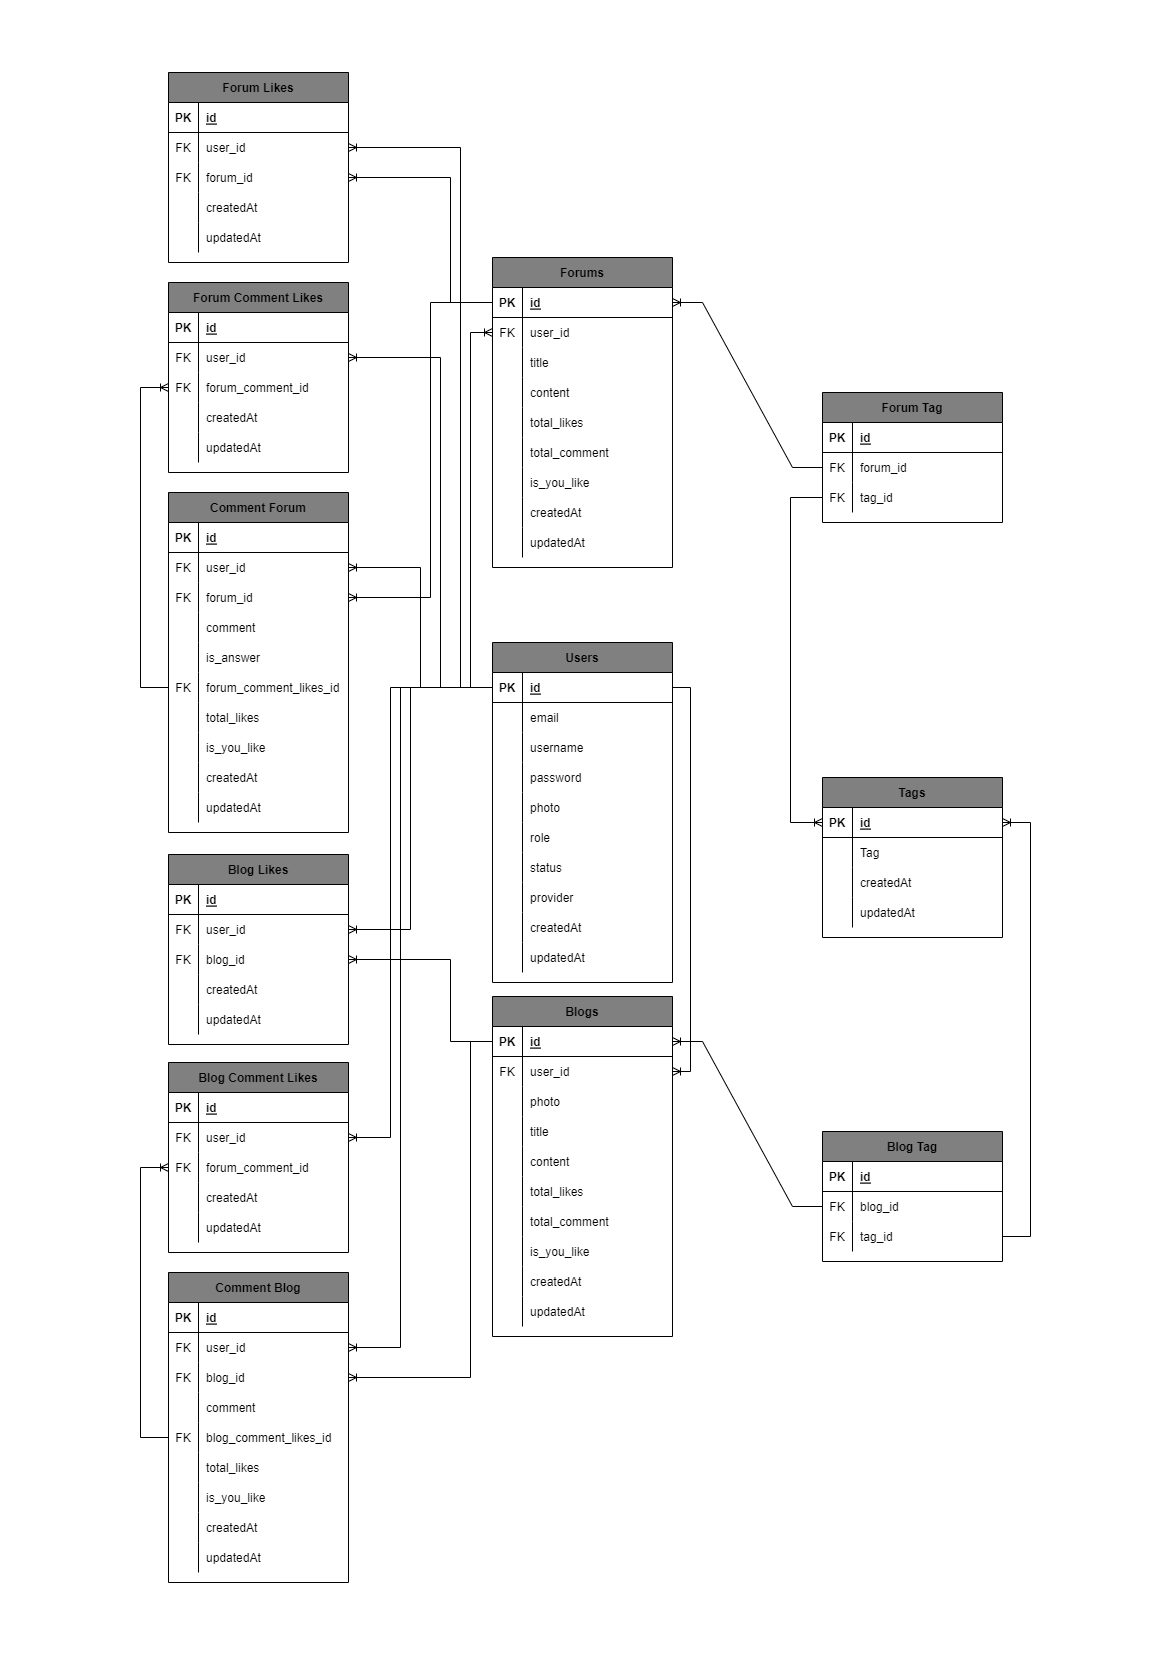 Forum Likes
PK id
FK user_id
FK forum_id
createdAt
updatedAt
Forum Comment Likes
PK id
FK user_id
FK forum_comment_id
createdAt
updatedAt
Comment Forum
PK id
FK user_id
FK forum_id
comment
is_answer
FK forum_comment_likes_id
total_likes
is_you_like
createdAt
updatedAt
Blog Likes
PK id
FK user_id
FK blog_id
createdAt
updatedAt
Blog Comment Likes
PK id
FK user_id
FK forum_comment_id
createdAt
updatedAt
Comment Blog
PK id
FK user_id
FK blog_id
comment
FK blog_comment_likes_id
total_likes
is_you_like
createdAt
updatedAt
Forums
PK id
FK user_id
title
content
total_likes
total_comment
is_you_like
createdAt
updatedAt
Users
PK id
email
username
password
photo
role
status
provider
createdAt
updatedAt
Blogs
PK id
FK user_id
photo
title
content
total_likes
total_comment
is_you_like
createdAt
updatedAt
Forum Tag
PK id
FK forum_id
FK tag_id
Tags
PK id
Tag
createdAt
updatedAt
Blog Tag
PK id
FK blog_id
FK tag_id